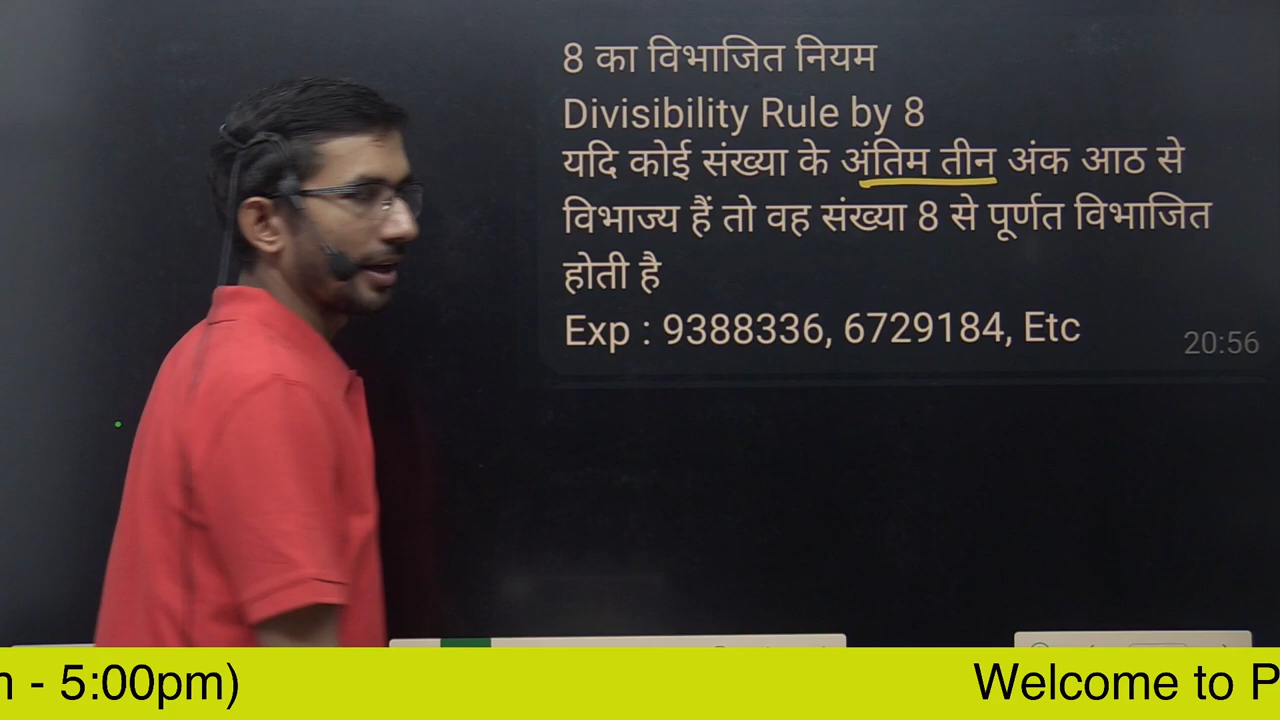 8 का विभाजित नियम
Divisibility Rule by 8
यदि कोई संख्या के अंतिम तीन अंक आठ से
विभाज्य हैं तो वह संख्या 8 से पूर्णत विभाजित
होती है
Exp : 9388336, 6729184, Etc
20:56
- 5:00pm)
Welcome to